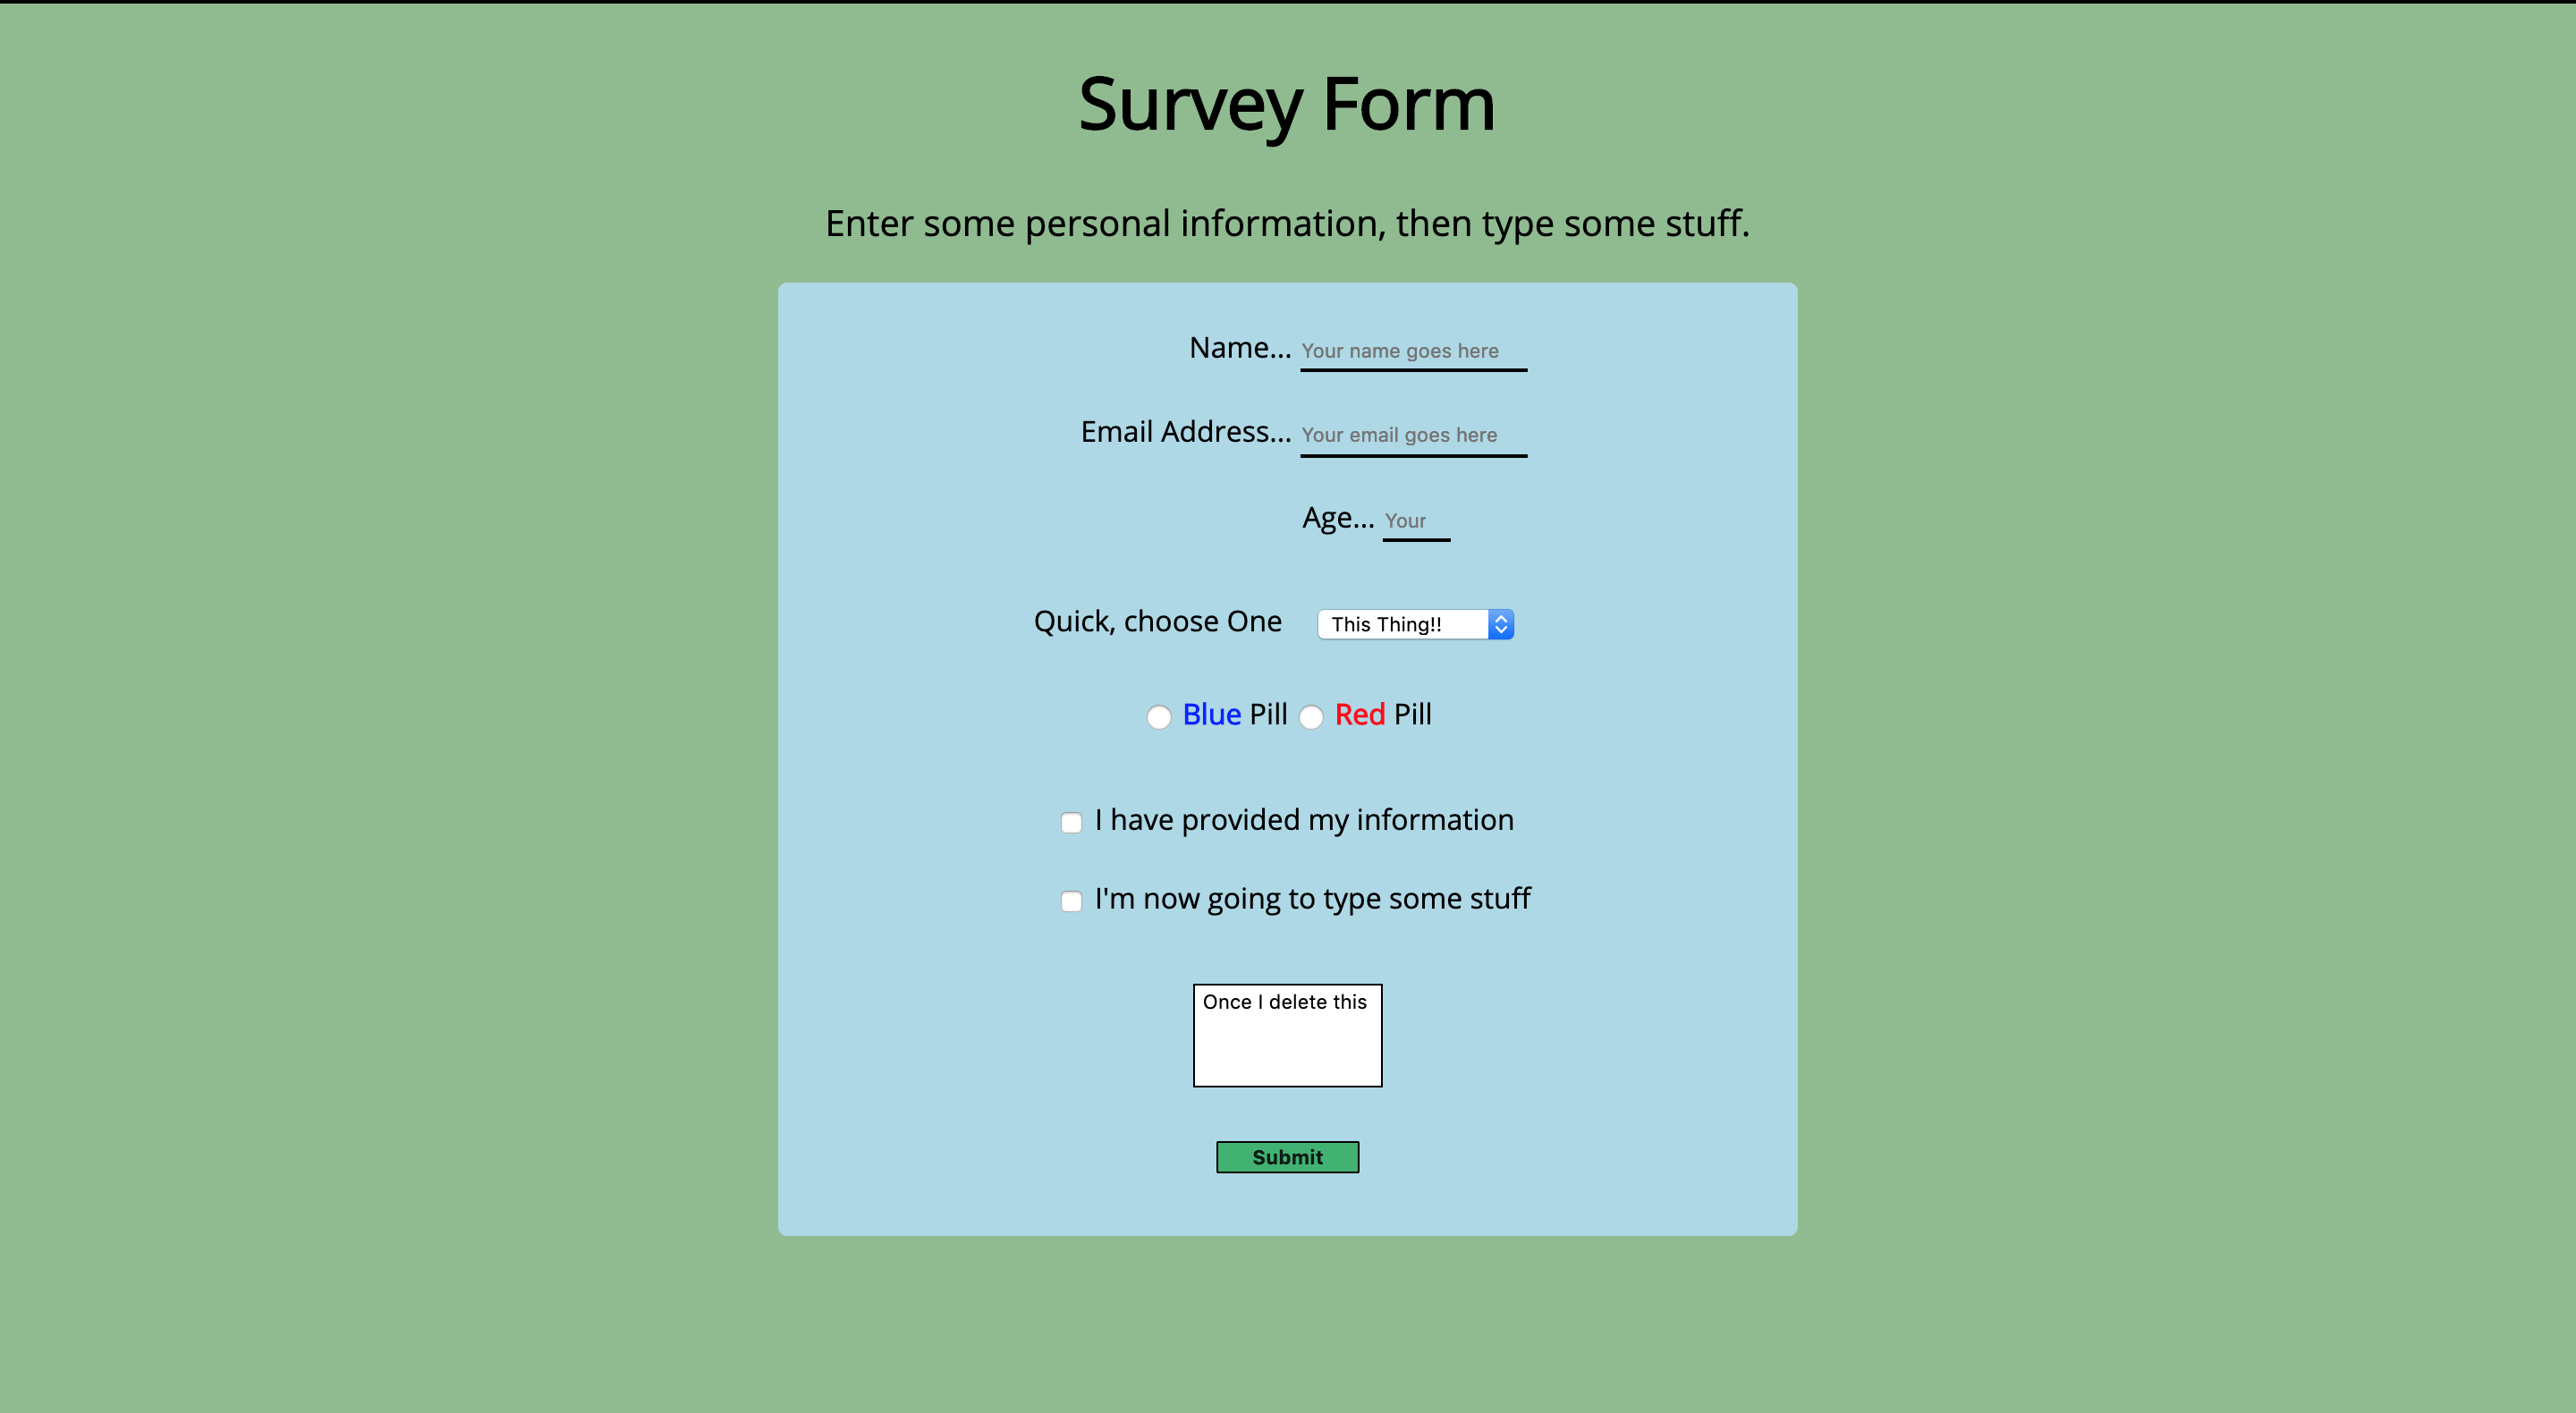 Survey Form
Enter some personal information, then type some stuff.
Name... Your name goes here
Email Address... Your email goes here
Age... Your
Quick, choose One This Thing!!
Blue Pill Red Pill
I have provided my information
I'm now going to type some stuff
Once I delete this
Submit